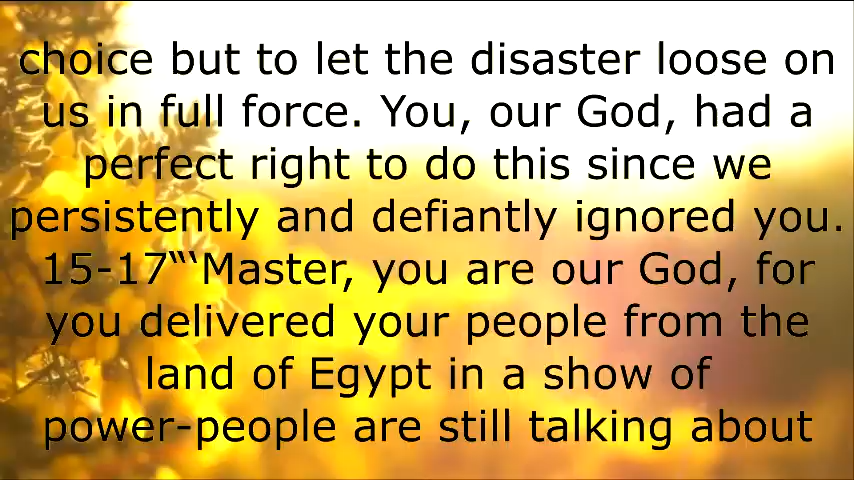 choice but to let the disaster loose on
us in full force. You, our God, had a
perfect right to do this since we
persistently and defiantly ignored you.
15-17“‘Master, you are our God, for
you delivered your people from the
land of Egypt in a show of
power-people are still talking about